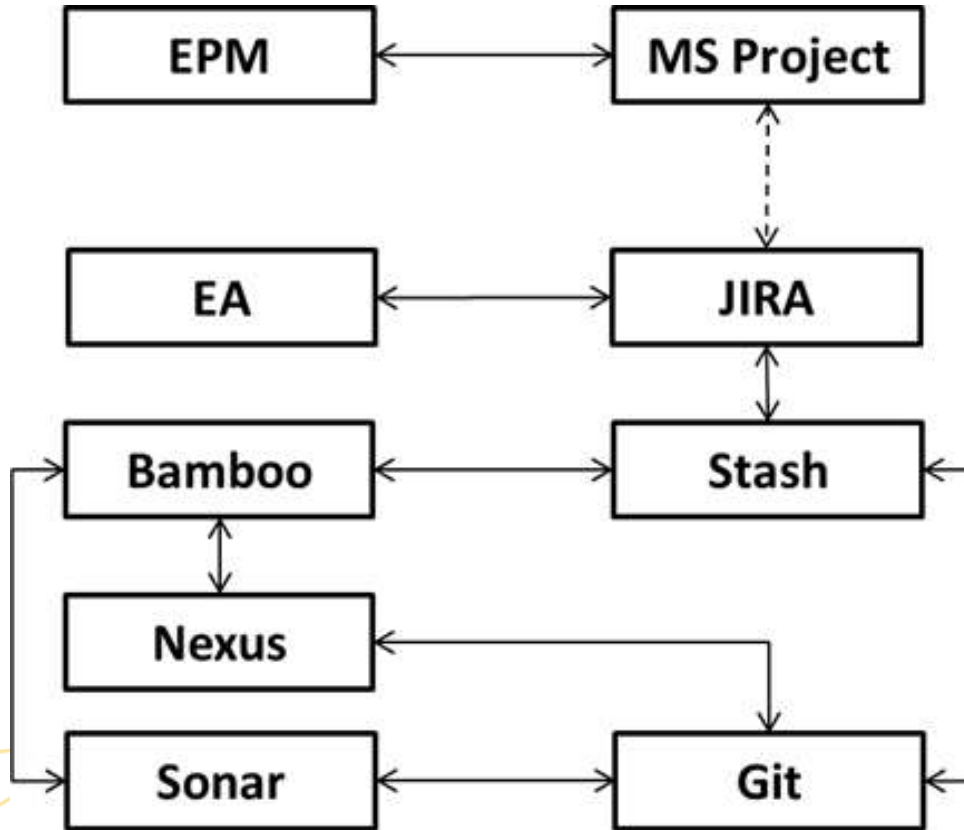 EPM
MS Project
EA
JIRA
Bamboo
Stash
Nexus
Sonar
Git